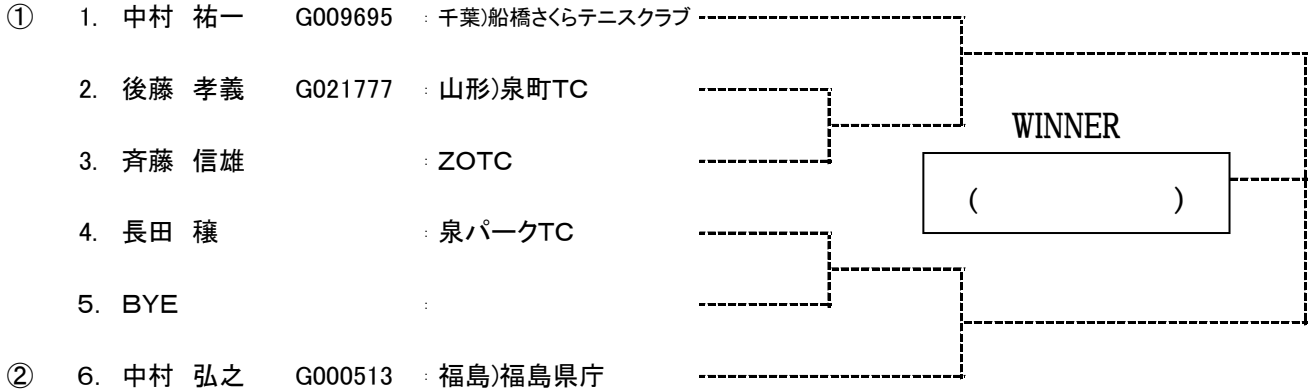 ① 1. 中村 祐一 G009695 : 千葉)船橋さくらテニスクラブ
2. 後藤 孝義 G021777 : 山形)泉町TC
WINNER
3. 斉藤 信雄 : ZOTC
( )
4. 長田 穣 : 泉パークTC
5. BYE :
② 6. 中村 弘之 G000513 : 福島)福島県庁